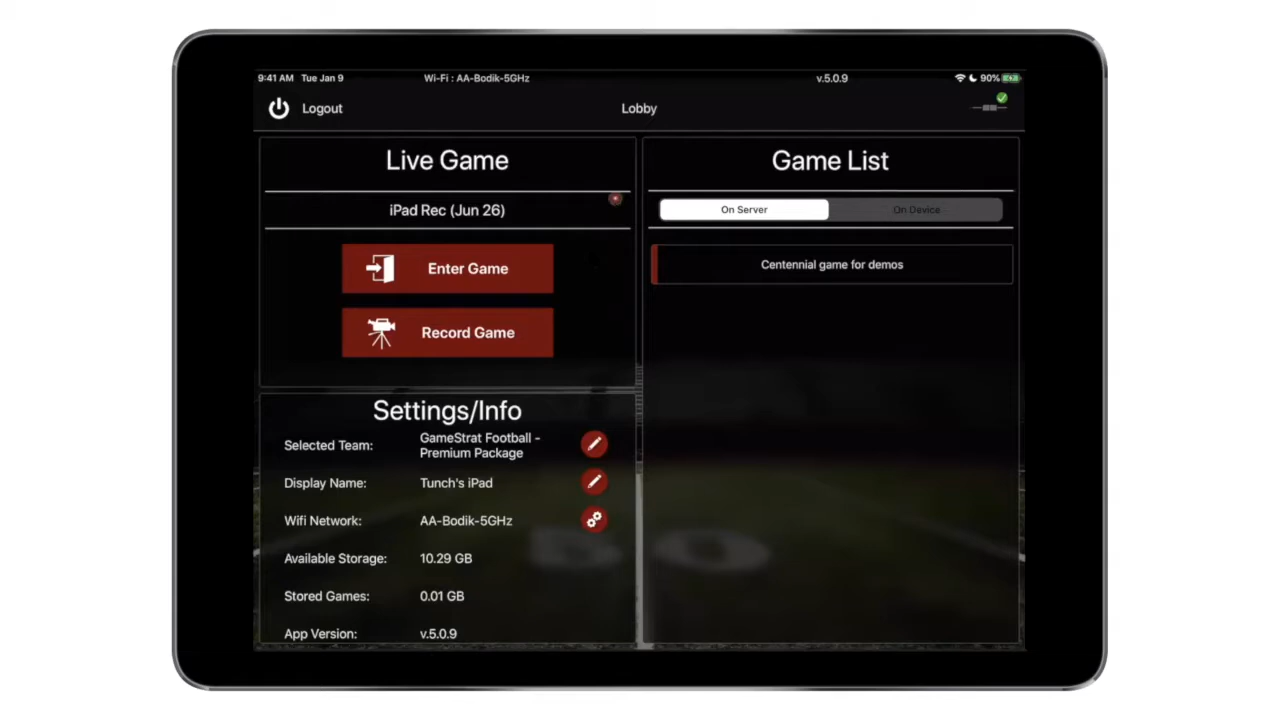 9:41 AM Tue Jan 9 Wi-Fi : AA-Bodik-5GHz v.5.0.9 90%
Logout Lobby
Live Game
iPad Rec (Jun 26)
Enter Game
Record Game
Settings/Info
Selected Team: GameStrat Football -
Premium Package
Display Name: Tunch's iPad
Wifi Network: AA-Bodik-5GHz
Available Storage: 10.29 GB
Stored Games: 0.01 GB
App Version: v.5.0.9
Game List
On Server On Device
Centennial game for demos